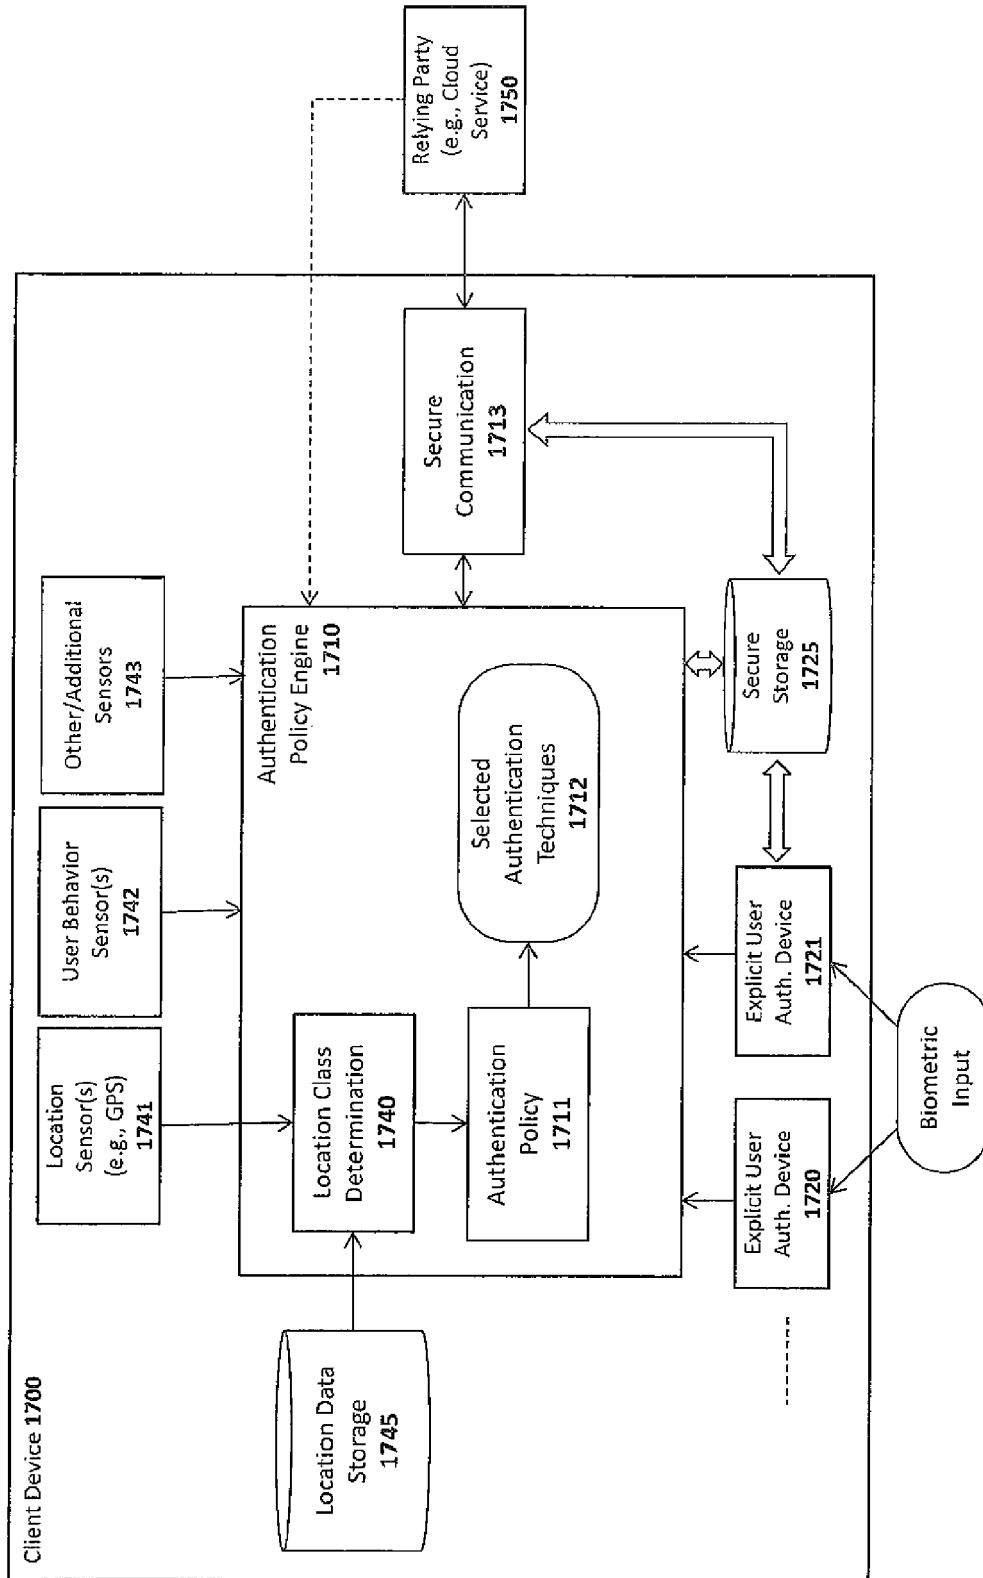 Client Device 1700
Location
Sensor(s)
(e.g., GPS)
1741
User Behavior
Sensor(s)
1742
Other/Additional
Sensors
1743
Relying Party
(e.g., Cloud
Service)
1750
Authentication
Policy Engine
1710
Location Data
Storage
1745
Location Class
Determination
1740
Authentication
Policy
1711
Selected
Authentication
Techniques
1712
Secure
Communication
1713
Explicit User
Auth. Device
1720
Explicit User
Auth. Device
1721
Secure
Storage
1725
Biometric
Input